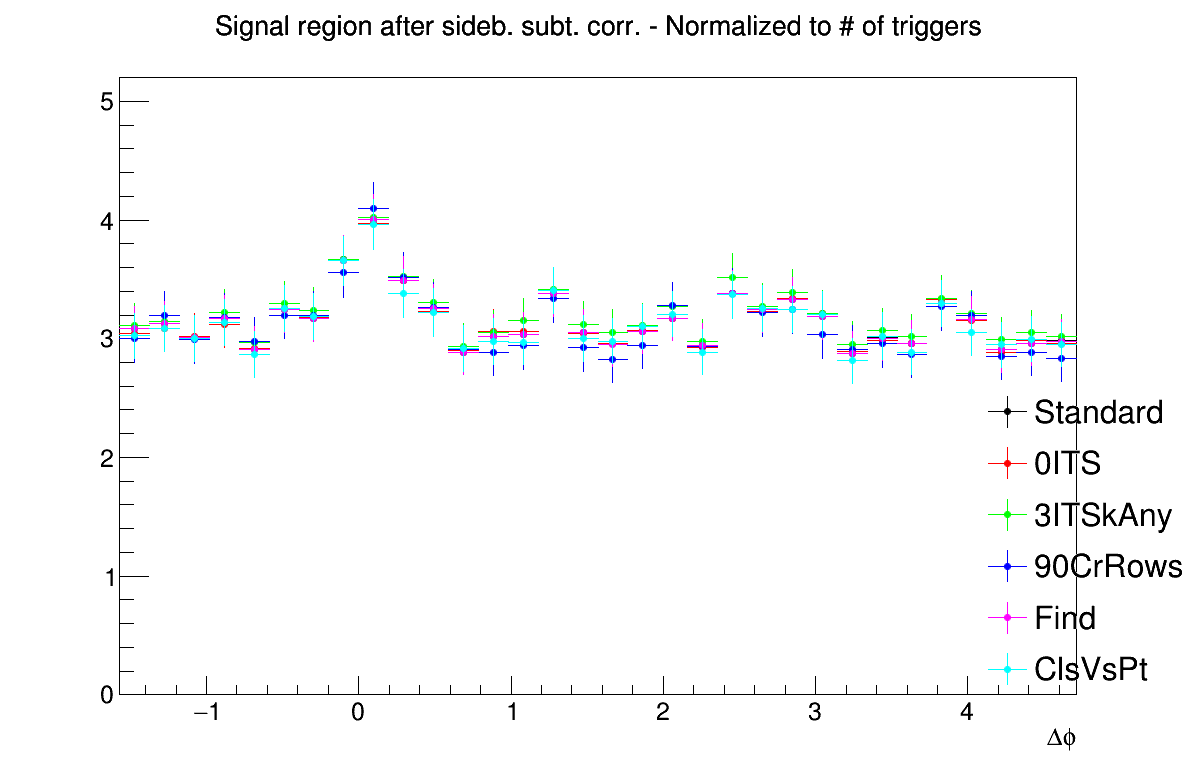 Signal region after sideb. subt. corr. - Normalized to # of triggers
5
4
3
2
1
0
Standard
0ITS
3ITSkAny
90CrRows
Find
ClsVsPt
−1 0 1 2 3 4
Δϕ